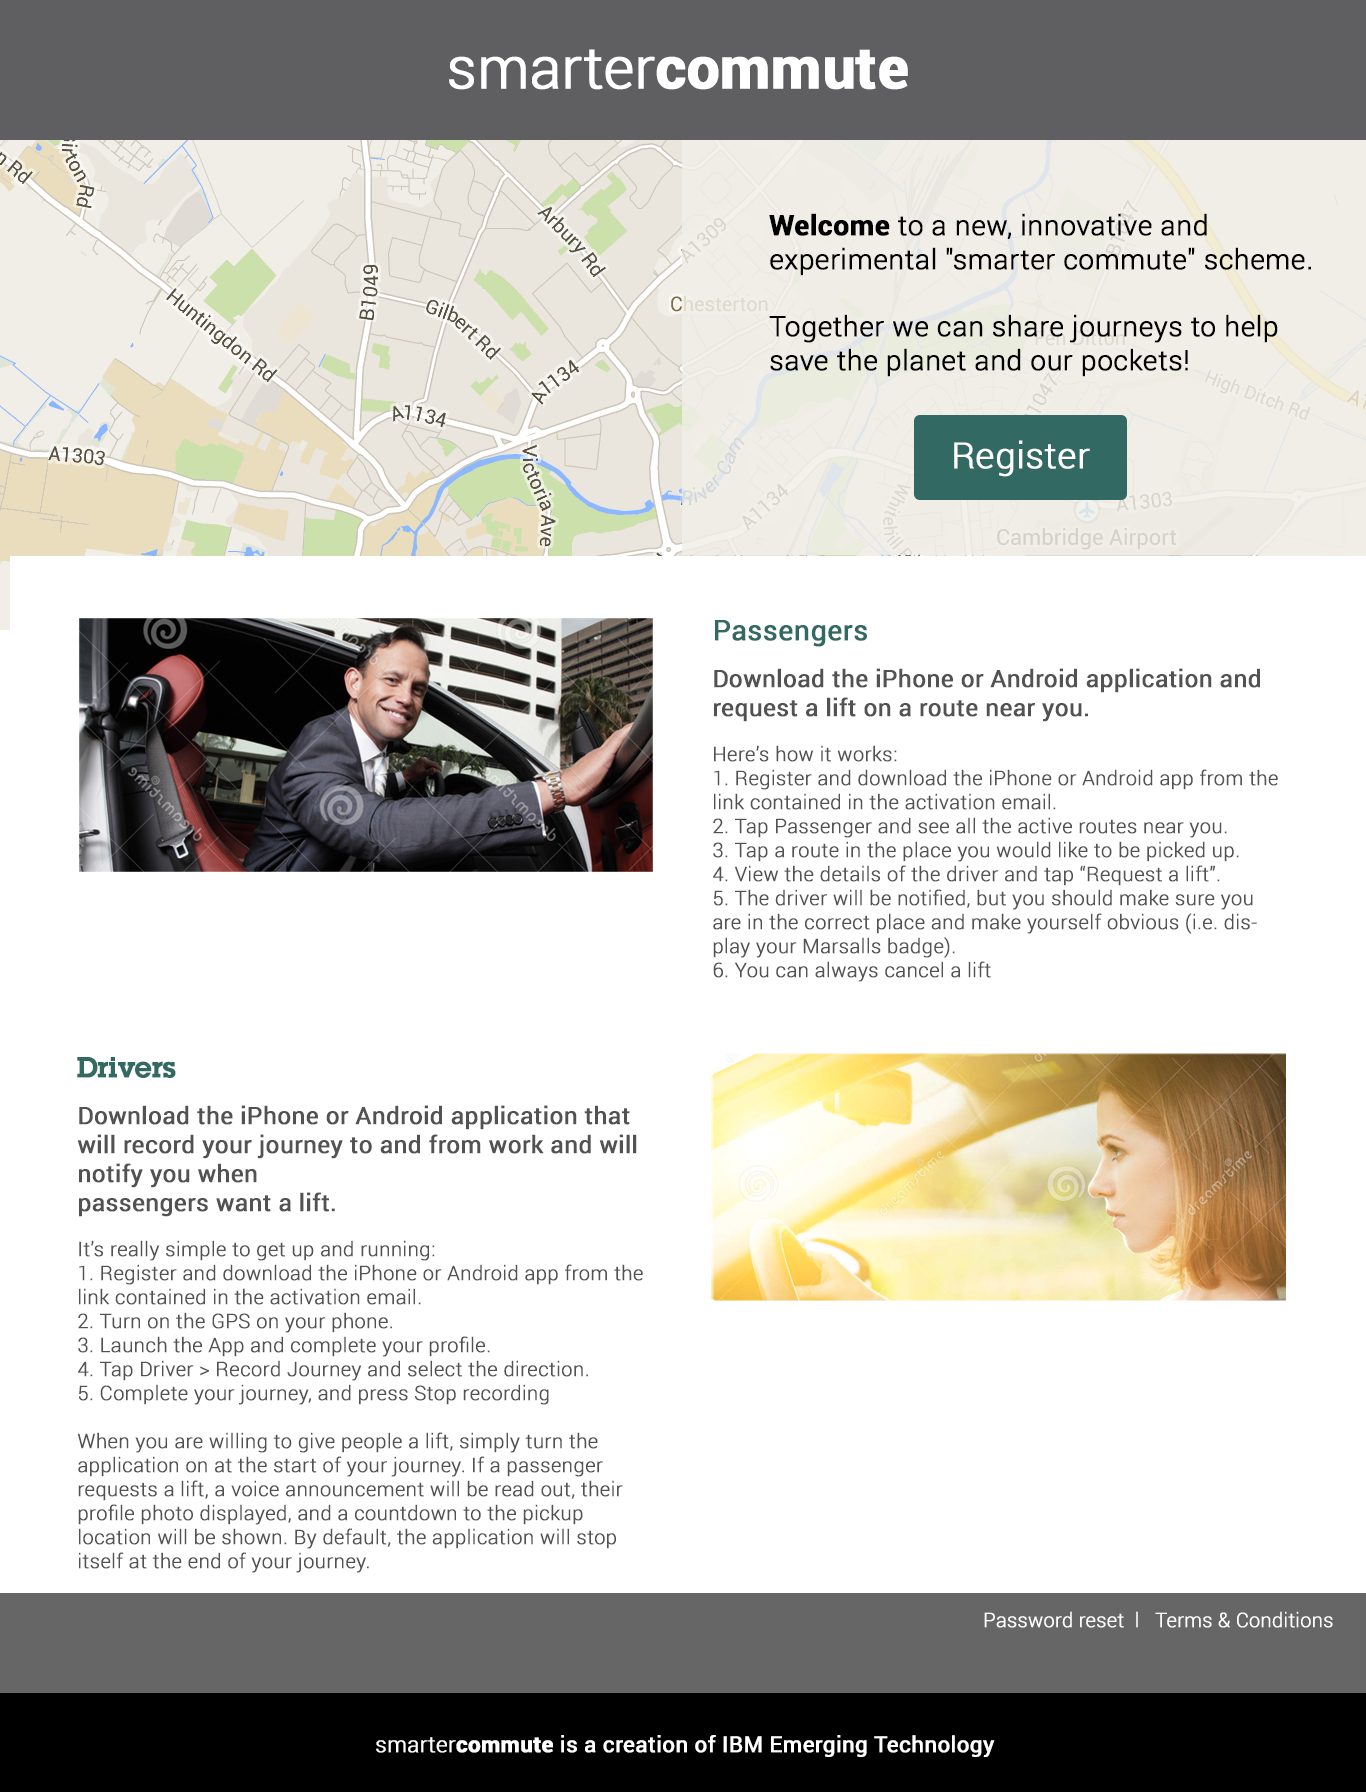 smartercommute
n Rd
irton Rd
Huntingdon Rd
B1049
Arbury Rd
Gilbert Rd
A1134
A1134
A1303
Victoria Ave
A1309
Chesterton
B1047
Fen Ditton
High Ditch Rd
A1
B1047
River Cam
A1134
Whitehill R
A1303
Cambridge Airport
Welcome to a new, innovative and
experimental "smarter commute" scheme.
Together we can share journeys to help
save the planet and our pockets!
Register
dreamstime
dreamstime
Passengers
Download the iPhone or Android application and
request a lift on a route near you.
Here’s how it works:
1. Register and download the iPhone or Android app from the
link contained in the activation email.
2. Tap Passenger and see all the active routes near you.
3. Tap a route in the place you would like to be picked up.
4. View the details of the driver and tap “Request a lift”.
5. The driver will be notified, but you should make sure you
are in the correct place and make yourself obvious (i.e. dis-
play your Marsalls badge).
6. You can always cancel a lift
Drivers
Download the iPhone or Android application that
will record your journey to and from work and will
notify you when
passengers want a lift.
It’s really simple to get up and running:
1. Register and download the iPhone or Android app from the
link contained in the activation email.
2. Turn on the GPS on your phone.
3. Launch the App and complete your profile.
4. Tap Driver > Record Journey and select the direction.
5. Complete your journey, and press Stop recording
When you are willing to give people a lift, simply turn the
application on at the start of your journey. If a passenger
requests a lift, a voice announcement will be read out, their
profile photo displayed, and a countdown to the pickup
location will be shown. By default, the application will stop
itself at the end of your journey.
dreamstime
dreamstime
Password reset | Terms & Conditions
smartercommute is a creation of IBM Emerging Technology